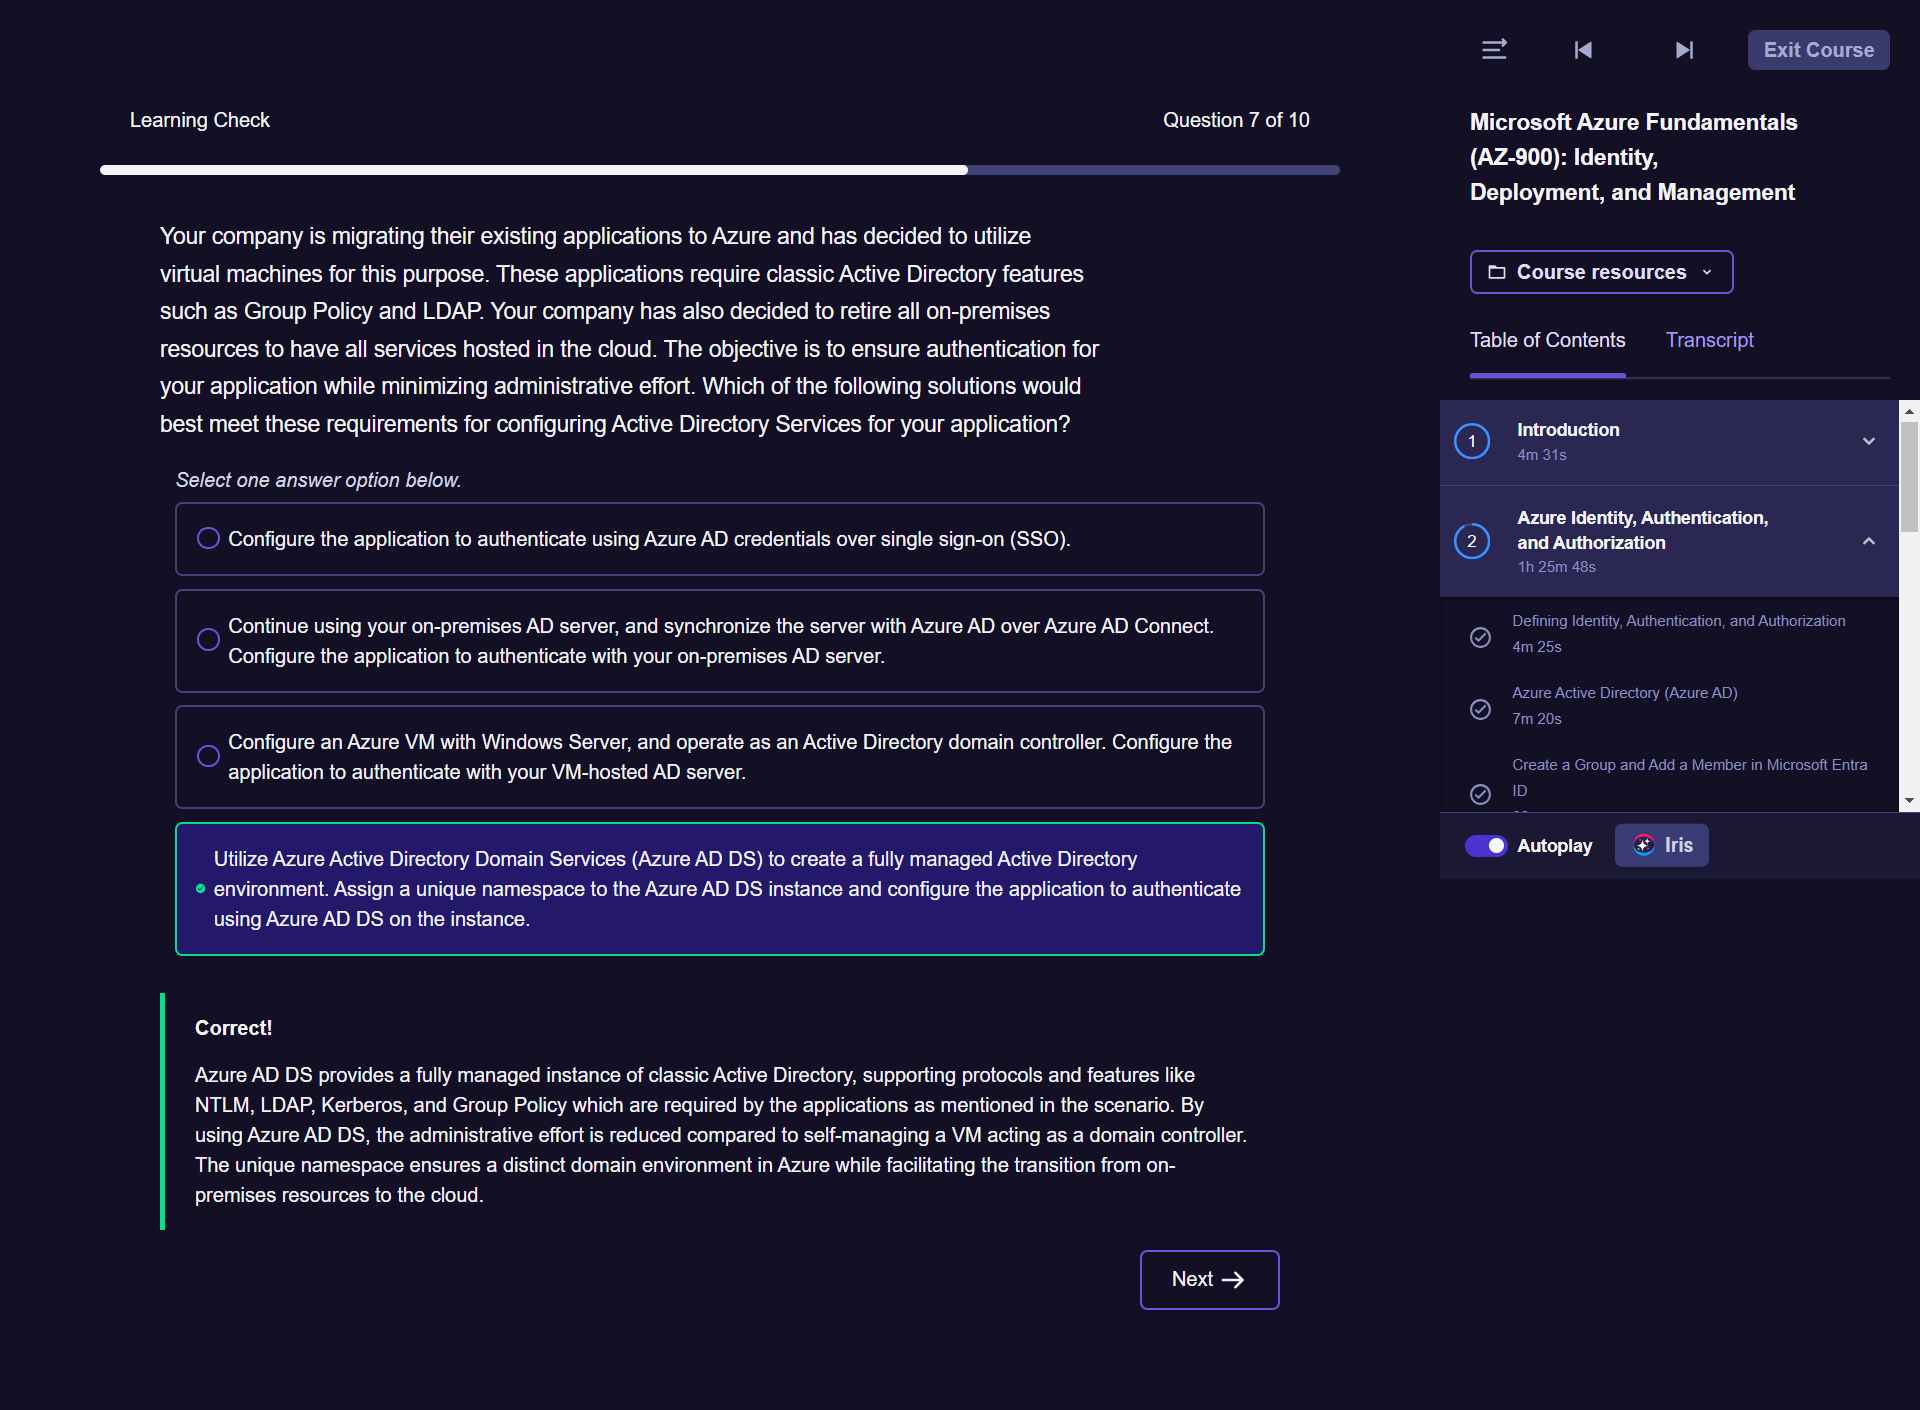 Exit Course
Learning Check
Question 7 of 10
Your company is migrating their existing applications to Azure and has decided to utilize
virtual machines for this purpose. These applications require classic Active Directory features
such as Group Policy and LDAP. Your company has also decided to retire all on-premises
resources to have all services hosted in the cloud. The objective is to ensure authentication for
your application while minimizing administrative effort. Which of the following solutions would
best meet these requirements for configuring Active Directory Services for your application?
Select one answer option below.
Configure the application to authenticate using Azure AD credentials over single sign-on (SSO).
Continue using your on-premises AD server, and synchronize the server with Azure AD over Azure AD Connect.
Configure the application to authenticate with your on-premises AD server.
Configure an Azure VM with Windows Server, and operate as an Active Directory domain controller. Configure the
application to authenticate with your VM-hosted AD server.
Utilize Azure Active Directory Domain Services (Azure AD DS) to create a fully managed Active Directory
environment. Assign a unique namespace to the Azure AD DS instance and configure the application to authenticate
using Azure AD DS on the instance.
Correct!
Azure AD DS provides a fully managed instance of classic Active Directory, supporting protocols and features like
NTLM, LDAP, Kerberos, and Group Policy which are required by the applications as mentioned in the scenario. By
using Azure AD DS, the administrative effort is reduced compared to self-managing a VM acting as a domain controller.
The unique namespace ensures a distinct domain environment in Azure while facilitating the transition from on-
premises resources to the cloud.
Next
Microsoft Azure Fundamentals
(AZ-900): Identity,
Deployment, and Management
Course resources
Table of Contents
Transcript
1
Introduction
4m 31s
2
Azure Identity, Authentication,
and Authorization
1h 25m 48s
Defining Identity, Authentication, and Authorization
4m 25s
Azure Active Directory (Azure AD)
7m 20s
Create a Group and Add a Member in Microsoft Entra
ID
Autoplay
Iris